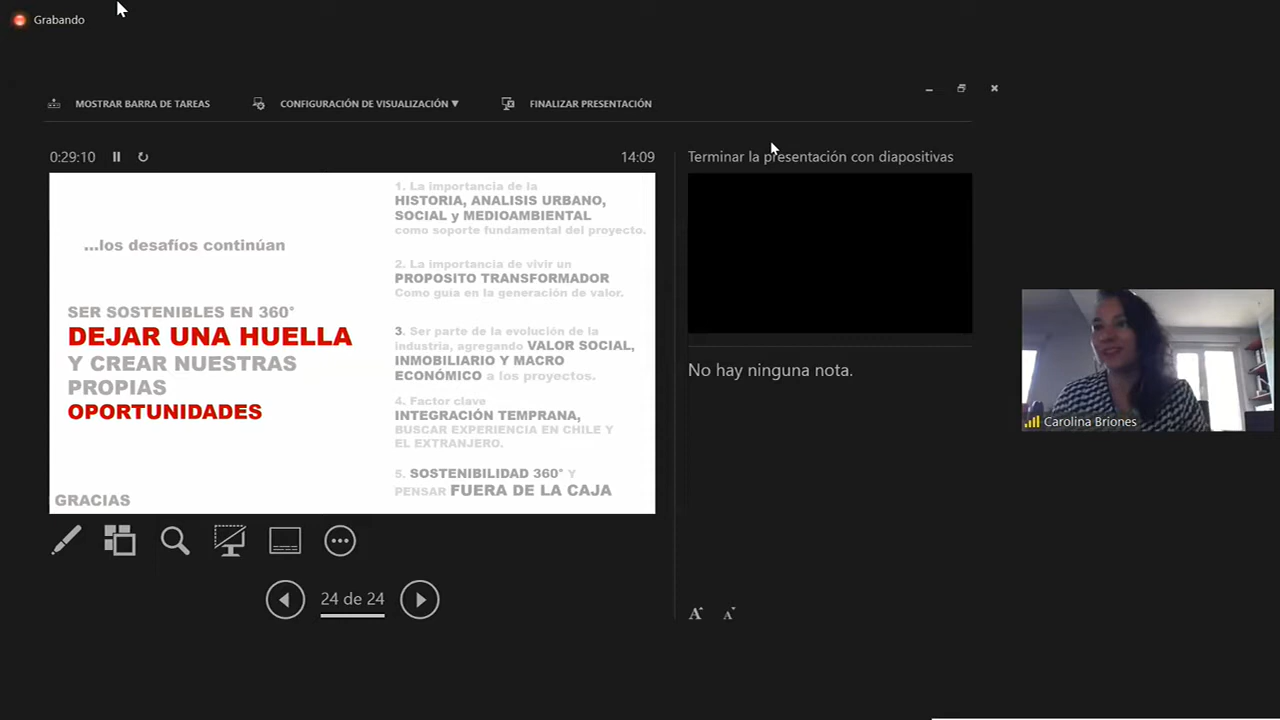 Grabando
MOSTRAR BARRA DE TAREAS
CONFIGURACIÓN DE VISUALIZACIÓN ▼
FINALIZAR PRESENTACIÓN
0:29:10
14:09
Terminar la presentación con diapositivas
...los desafíos continúan
SER SOSTENIBLES EN 360°
DEJAR UNA HUELLA
Y CREAR NUESTRAS
PROPIAS
OPORTUNIDADES
GRACIAS
1. La importancia de la
HISTORIA, ANALISIS URBANO,
SOCIAL y MEDIOAMBIENTAL
como soporte fundamental del proyecto.
2. La importancia de vivir un
PROPOSITO TRANSFORMADOR
Como guía en la generación de valor.
3. Ser parte de la evolución de la
industria, agregando VALOR SOCIAL,
INMOBILIARIO Y MACRO
ECONÓMICO a los proyectos.
4. Factor clave
INTEGRACIÓN TEMPRANA,
BUSCAR EXPERIENCIA EN CHILE Y
EL EXTRANJERO.
5. SOSTENIBILIDAD 360° Y
PENSAR FUERA DE LA CAJA
No hay ninguna nota.
Carolina Briones
24 de 24
A A